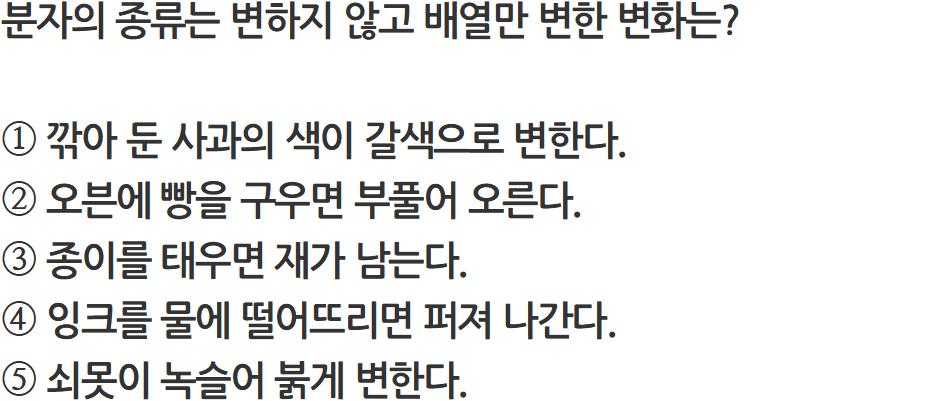 분자의 종류는 변하지 않고 배열만 변한 변화는?
① 깎아 둔 사과의 색이 갈색으로 변한다.
② 오븐에 빵을 구우면 부풀어 오른다.
③ 종이를 태우면 재가 남는다.
④ 잉크를 물에 떨어뜨리면 퍼져 나간다.
⑤ 쇠못이 녹슬어 붉게 변한다.